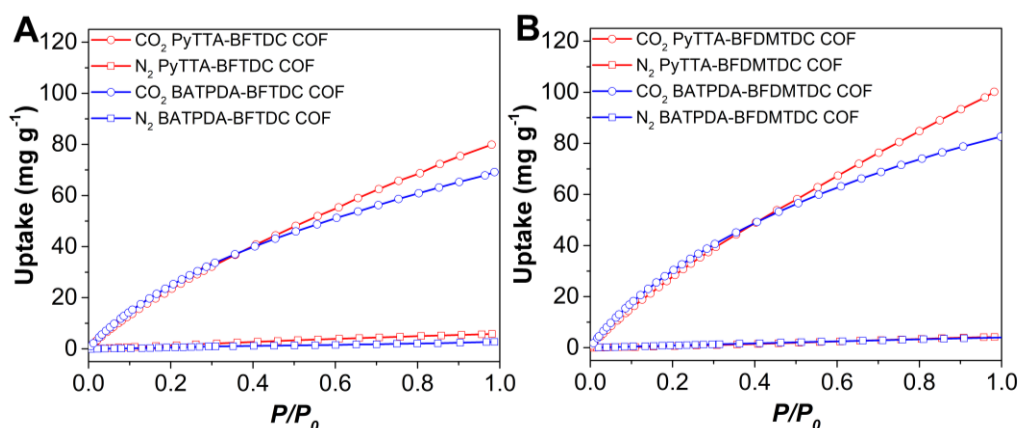 A
CO₂ PyTTA-BFTDC COF
N₂ PyTTA-BFTDC COF
CO₂ BATPDA-BFTDC COF
N₂ BATPDA-BFTDC COF
Uptake (mg g⁻¹)
120
100
80
60
40
20
0
0.0 0.2 0.4 0.6 0.8 1.0
P/P₀
B
CO₂ PyTTA-BFDMTDC COF
N₂ PyTTA-BFDMTDC COF
CO₂ BATPDA-BFDMTDC COF
N₂ BATPDA-BFDMTDC COF
Uptake (mg g⁻¹)
120
100
80
60
40
20
0
0.0 0.2 0.4 0.6 0.8 1.0
P/P₀